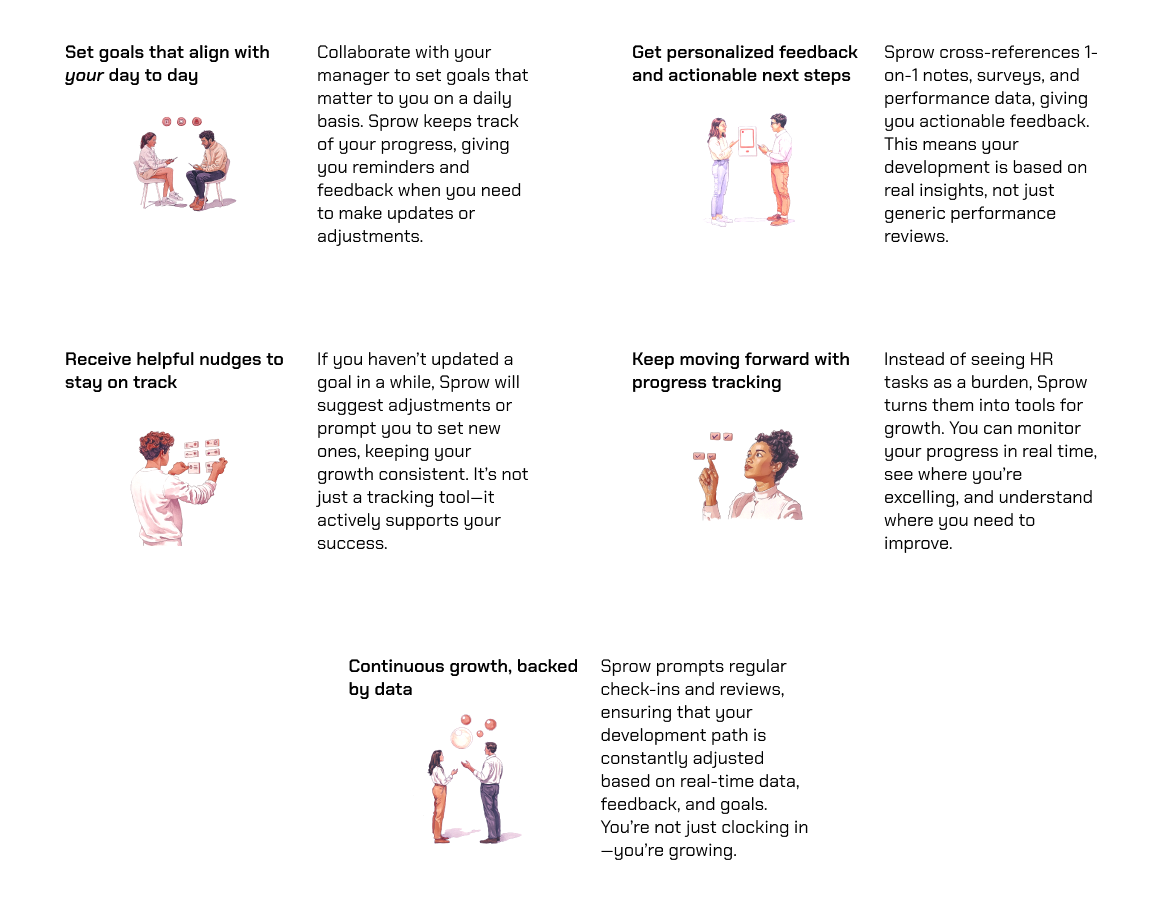 Set goals that align with
your day to day
Collaborate with your
manager to set goals that
matter to you on a daily
basis. Sprow keeps track
of your progress, giving
you reminders and
feedback when you need
to make updates or
adjustments.
Get personalized feedback
and actionable next steps
Sprow cross-references 1-
on-1 notes, surveys, and
performance data, giving
you actionable feedback.
This means your
development is based on
real insights, not just
generic performance
reviews.
Receive helpful nudges to
stay on track
If you haven’t updated a
goal in a while, Sprow will
suggest adjustments or
prompt you to set new
ones, keeping your
growth consistent. It’s not
just a tracking tool—it
actively supports your
success.
Keep moving forward with
progress tracking
Instead of seeing HR
tasks as a burden, Sprow
turns them into tools for
growth. You can monitor
your progress in real time,
see where you’re
excelling, and understand
where you need to
improve.
Continuous growth, backed
by data
Sprow prompts regular
check-ins and reviews,
ensuring that your
development path is
constantly adjusted
based on real-time data,
feedback, and goals.
You’re not just clocking in
—you’re growing.